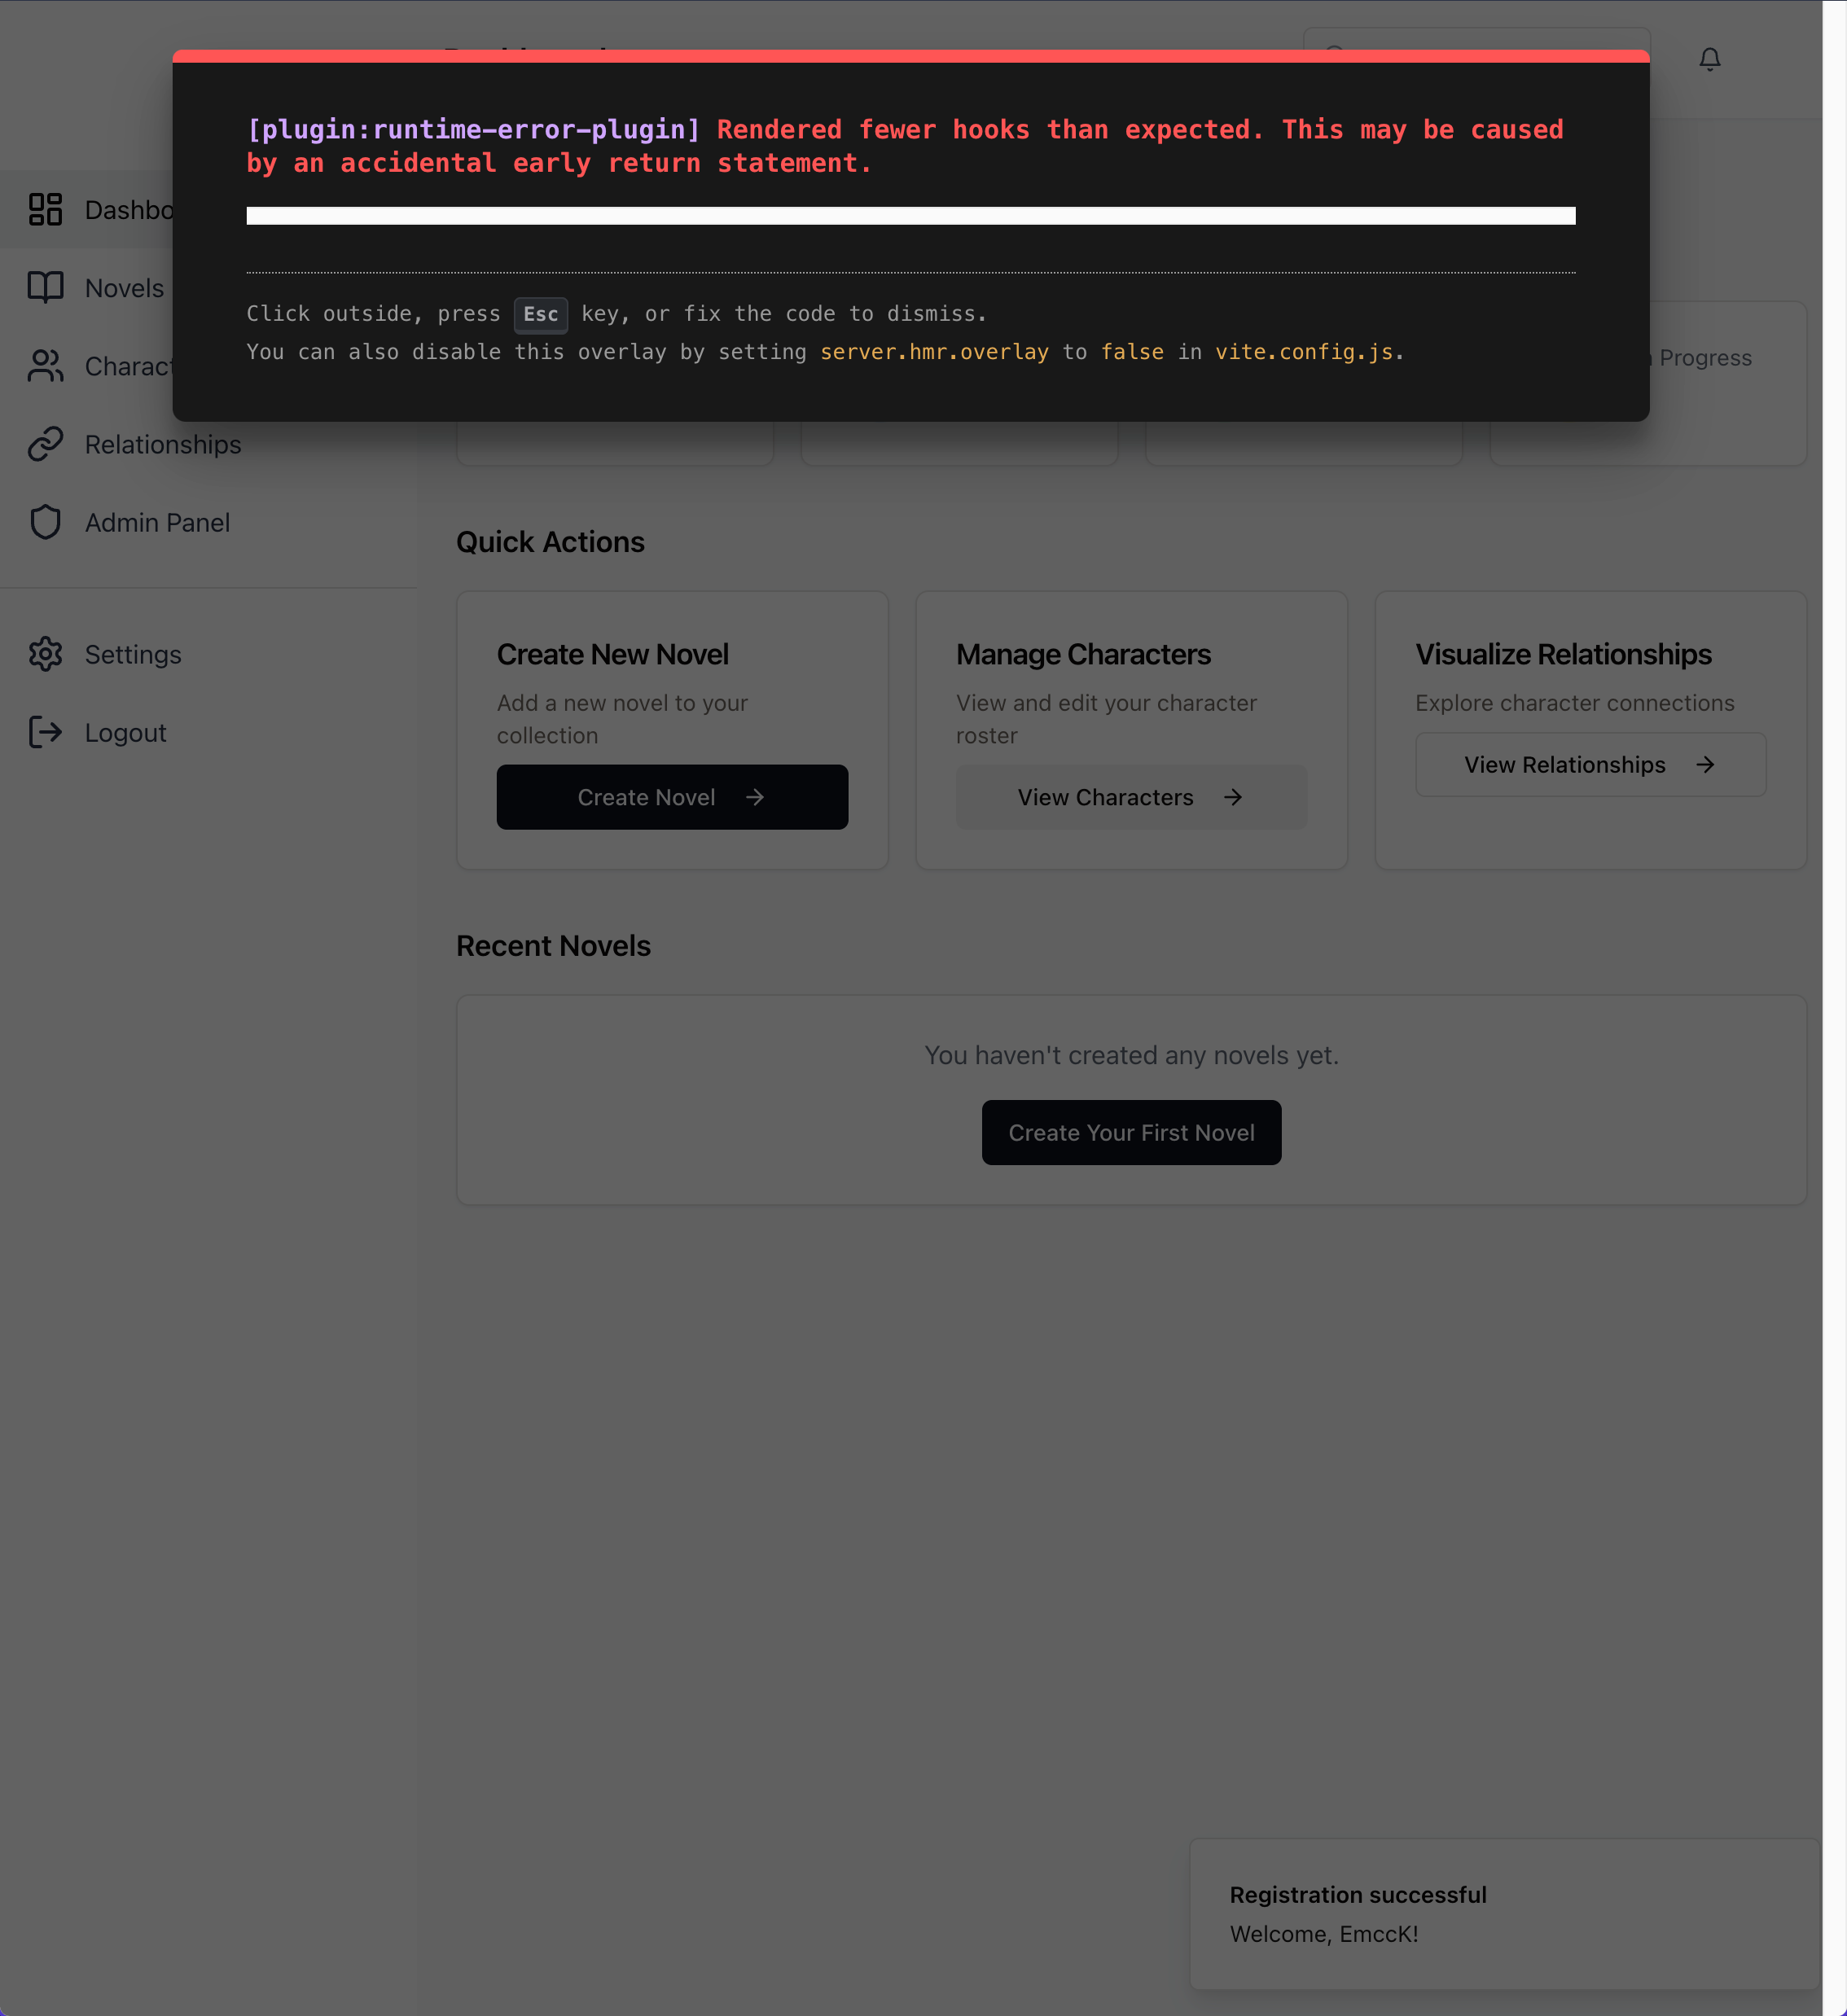 [plugin:runtime-error-plugin] Rendered fewer hooks than expected. This may be caused
by an accidental early return statement.
Click outside, press Esc key, or fix the code to dismiss.
You can also disable this overlay by setting server.hmr.overlay to false in vite.config.js.
Dashbo
Novels
Charact
Relationships
Admin Panel
Settings
Logout
Progress
Quick Actions
Create New Novel
Add a new novel to your
collection
Create Novel
Manage Characters
View and edit your character
roster
View Characters
Visualize Relationships
Explore character connections
View Relationships
Recent Novels
You haven't created any novels yet.
Create Your First Novel
Registration successful
Welcome, EmccK!